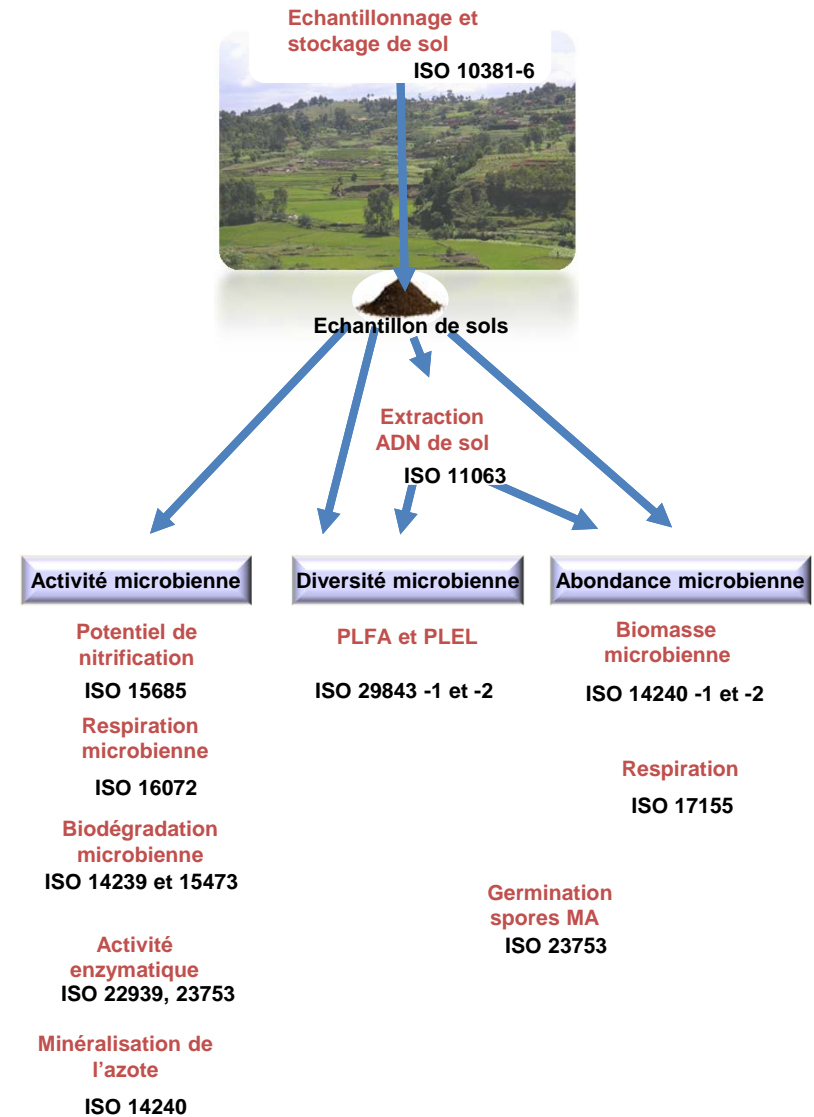 Echantillonnage et
stockage de sol
ISO 10381-6
Echantillon de sols
Extraction
ADN de sol
ISO 11063
Activité microbienne
Diversité microbienne
Abondance microbienne
Potentiel de
nitrification
ISO 15685
Respiration
microbienne
ISO 16072
Biodégradation
microbienne
ISO 14239 et 15473
Activité
enzymatique
ISO 22939, 23753
Minéralisation de
l'azote
ISO 14240
PLFA et PLEL
ISO 29843 -1 et -2
Biomasse
microbienne
ISO 14240 -1 et -2
Respiration
ISO 17155
Germination
spores MA
ISO 23753